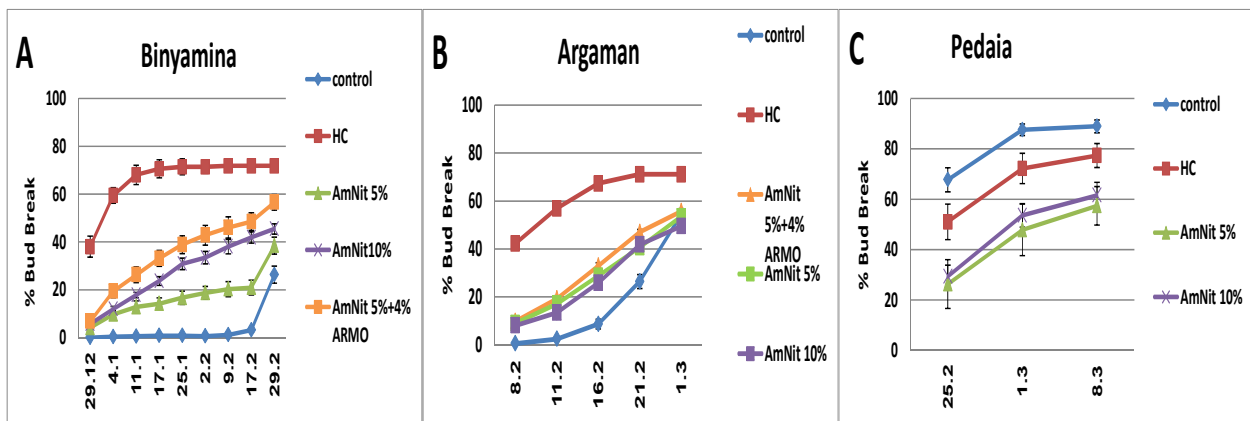 A
Binyamina
% Bud Break
100
80
60
40
20
0
29.12
4.1
11.1
17.1
25.1
2.2
9.2
17.2
29.2
control
HC
AmNit 5%
AmNit10%
AmNit 5%+4%
ARMO
B
Argaman
% Bud Break
100
80
60
40
20
0
8.2
11.2
16.2
21.2
1.3
control
HC
AmNit
5%+4%
ARMO
AmNit 5%
AmNit 10%
C
Pedaia
% Bud Break
100
80
60
40
20
0
25.2
1.3
8.3
control
HC
AmNit 5%
AmNit 10%